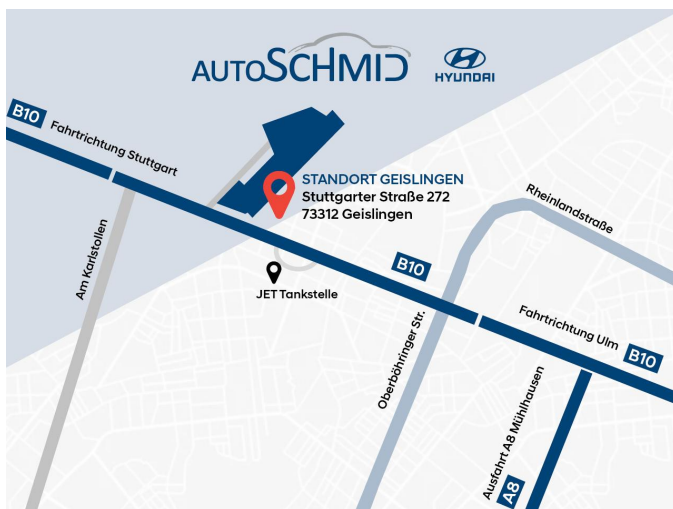 AUTOSCHMID
HYUNDAI
B10
Fahrtrichtung Stuttgart
STANDORT GEISLINGEN
Stuttgarter Straße 272
73312 Geislingen
Rheinlandstraße
Am Karlstollen
B10
JET Tankstelle
Oberböhringer Str.
Fahrtrichtung Ulm
B10
Ausfahrt A8 Mühlhausen
A8